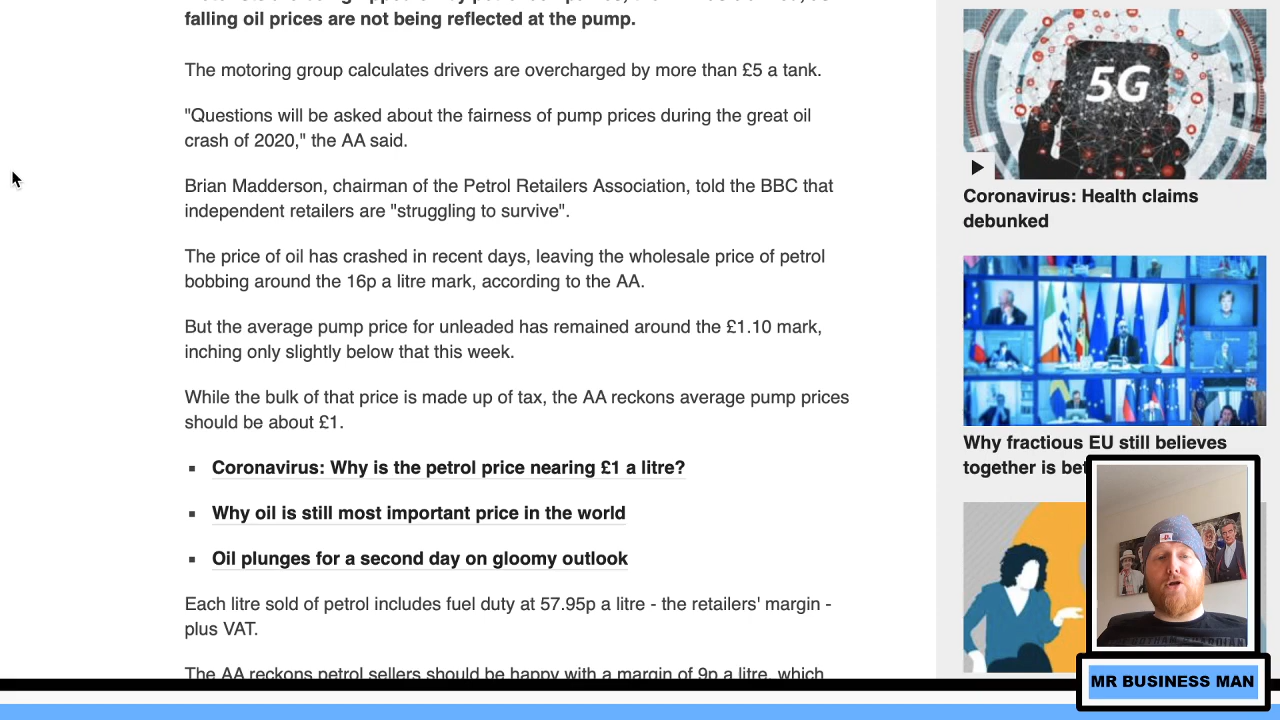 falling oil prices are not being reflected at the pump.
The motoring group calculates drivers are overcharged by more than £5 a tank.
"Questions will be asked about the fairness of pump prices during the great oil
crash of 2020," the AA said.
Brian Madderson, chairman of the Petrol Retailers Association, told the BBC that
independent retailers are "struggling to survive".
The price of oil has crashed in recent days, leaving the wholesale price of petrol
bobbing around the 16p a litre mark, according to the AA.
But the average pump price for unleaded has remained around the £1.10 mark,
inching only slightly below that this week.
While the bulk of that price is made up of tax, the AA reckons average pump prices
should be about £1.
Coronavirus: Why is the petrol price nearing £1 a litre?
Why oil is still most important price in the world
Oil plunges for a second day on gloomy outlook
Each litre sold of petrol includes fuel duty at 57.95p a litre - the retailers' margin -
plus VAT.
The AA reckons petrol sellers should be happy with a margin of 9p a litre, which
5G
Coronavirus: Health claims
debunked
Why fractious EU still believes
together is
MR BUSINESS MAN